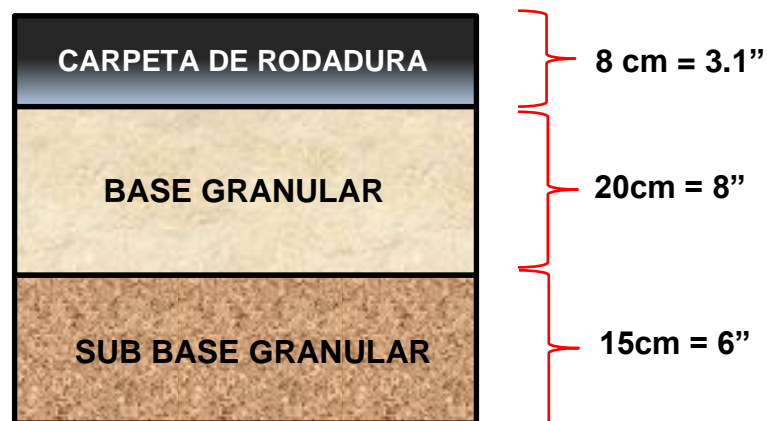 CARPETA DE RODADURA
8 cm = 3.1”
BASE GRANULAR
20cm = 8”
SUB BASE GRANULAR
15cm = 6”